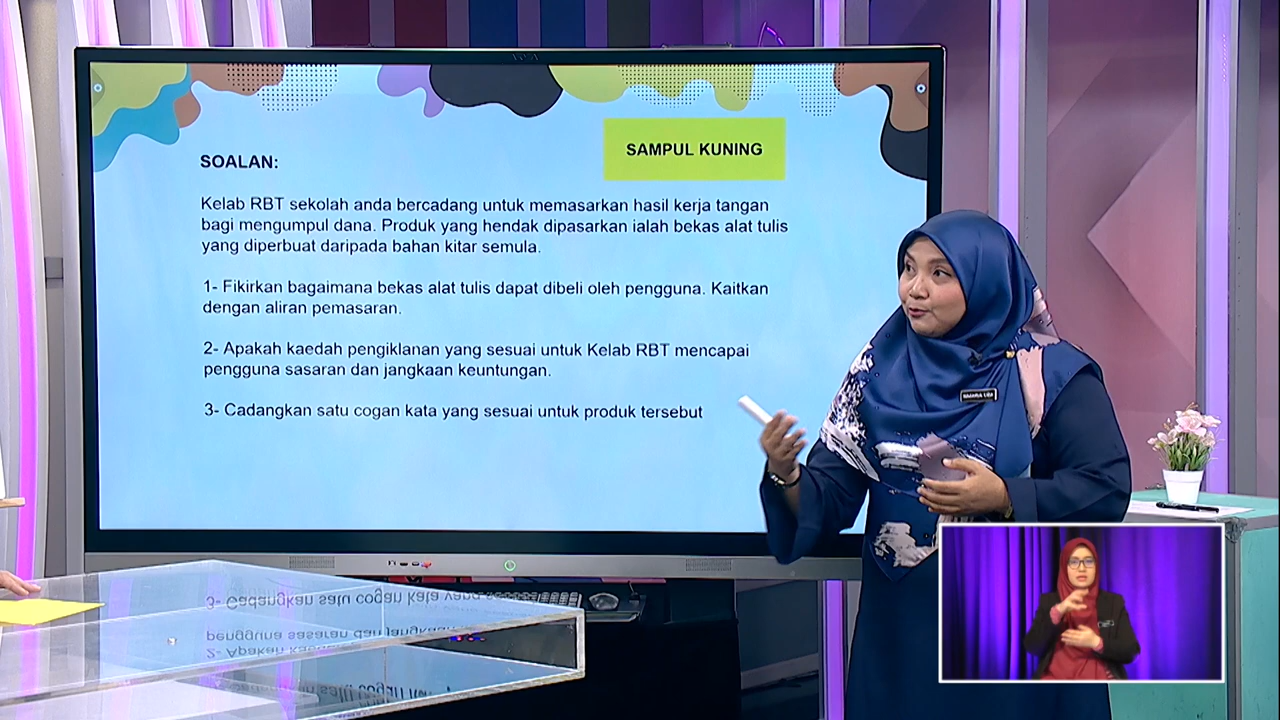 SAMPUL KUNING
SOALAN:
Kelab RBT sekolah anda bercadang untuk memasarkan hasil kerja tangan
bagi mengumpul dana. Produk yang hendak dipasarkan ialah bekas alat tulis
yang diperbuat daripada bahan kitar semula.
1- Fikirkan bagaimana bekas alat tulis dapat dibeli oleh pengguna. Kaitkan
dengan aliran pemasaran.
2- Apakah kaedah pengiklanan yang sesuai untuk Kelab RBT mencapai
pengguna sasaran dan jangkaan keuntungan.
3- Cadangkan satu cogan kata yang sesuai untuk produk tersebut